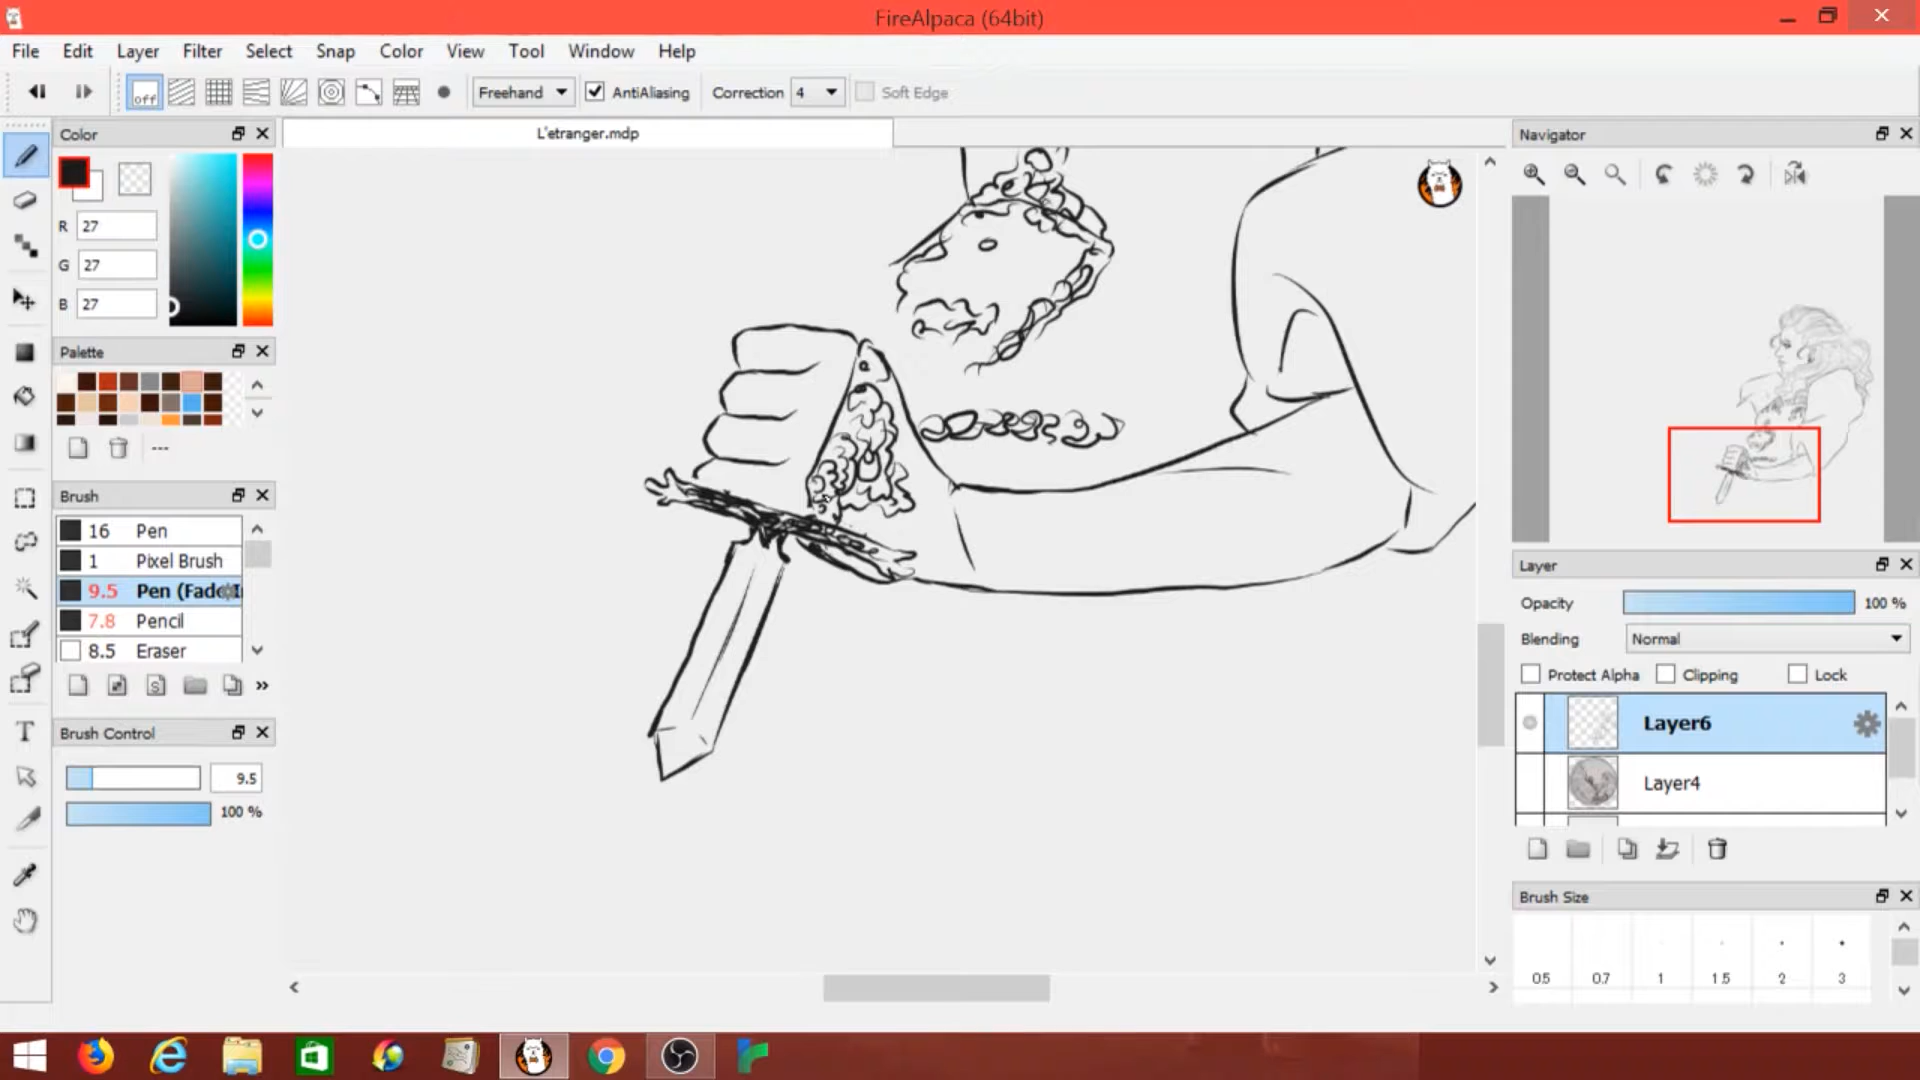 FireAlpaca (64bit)
File Edit Layer Filter Select Snap Color View Tool Window Help
off Freehand AntiAliasing Correction 4 Soft Edge
Color
R 27
G 27
B 27
Palette
---
Brush
16 Pen
1 Pixel Brush
9.5 Pen (Fade I
7.8 Pencil
8.5 Eraser
Brush Control
9.5
100 %
L'etranger.mdp
Navigator
Layer
Opacity 100 %
Blending Normal
Protect Alpha Clipping Lock
Layer6
Layer4
Brush Size
0.5 0.7 1 1.5 2 3